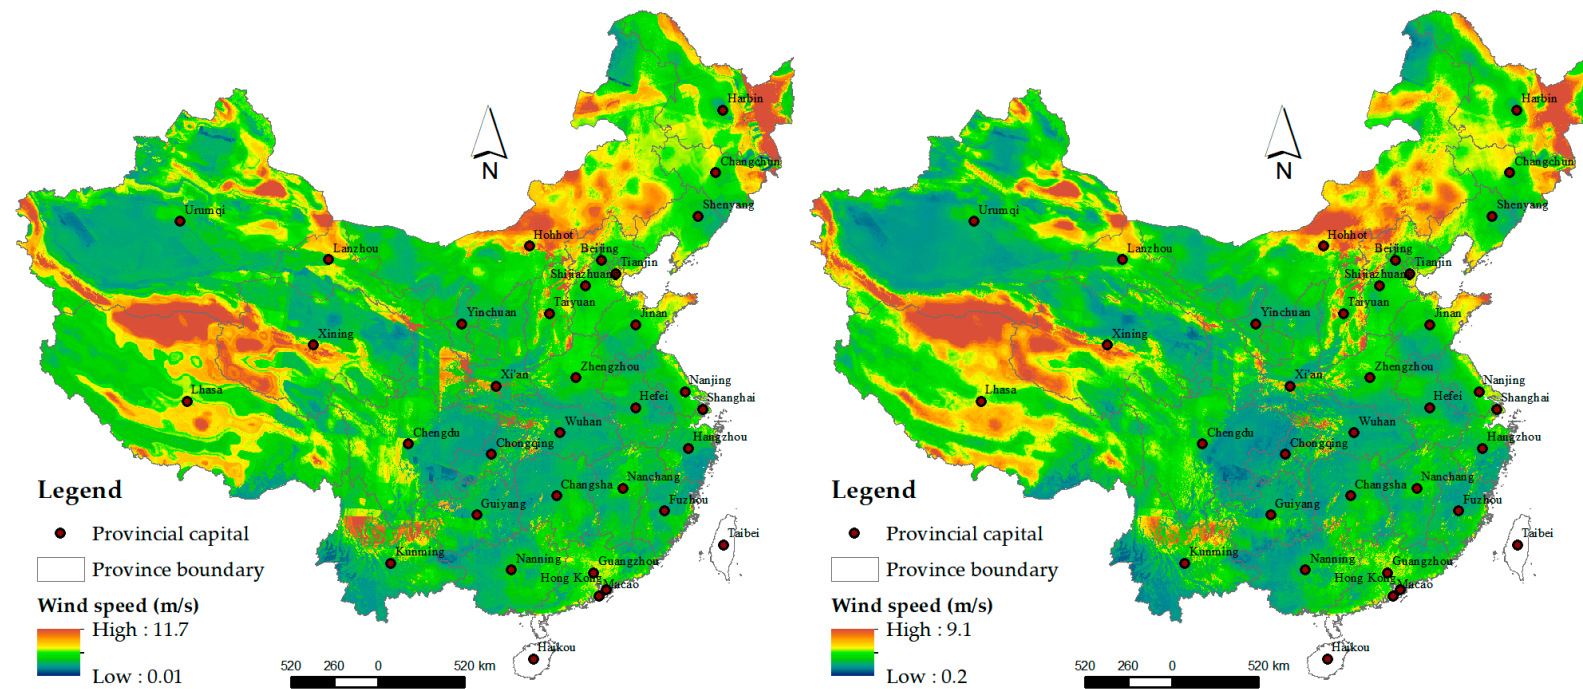 N
Harbin
Changchun
Shenyang
Urumqi
Hohhot
Beijing
Lanzhou
Tianjin
Shijiazhuang
Taiyuan
Yinchuan
Jinan
Xining
Zhengzhou
Xi'an
Nanjing
Lhasa
Hefei
Shanghai
Wuhan
Chengdu
Chongqing
Hangzhou
Nanchang
Changsha
Guiyang
Fuzhou
Taibei
Kunming
Nanning
Guangzhou
Hong Kong
Macao
Haikou
Legend
Provincial capital
Province boundary
Wind speed (m/s)
High : 11.7
Low : 0.01
520 260 0 520 km
N
Harbin
Changchun
Shenyang
Urumqi
Hohhot
Beijing
Lanzhou
Tianjin
Shijiazhuang
Taiyuan
Yinchuan
Jinan
Xining
Zhengzhou
Xi'an
Nanjing
Lhasa
Hefei
Shanghai
Wuhan
Chengdu
Chongqing
Hangzhou
Nanchang
Changsha
Guiyang
Fuzhou
Taibei
Kunming
Nanning
Guangzhou
Hong Kong
Macao
Haikou
Legend
Provincial capital
Province boundary
Wind speed (m/s)
High : 9.1
Low : 0.2
520 260 0 520 km